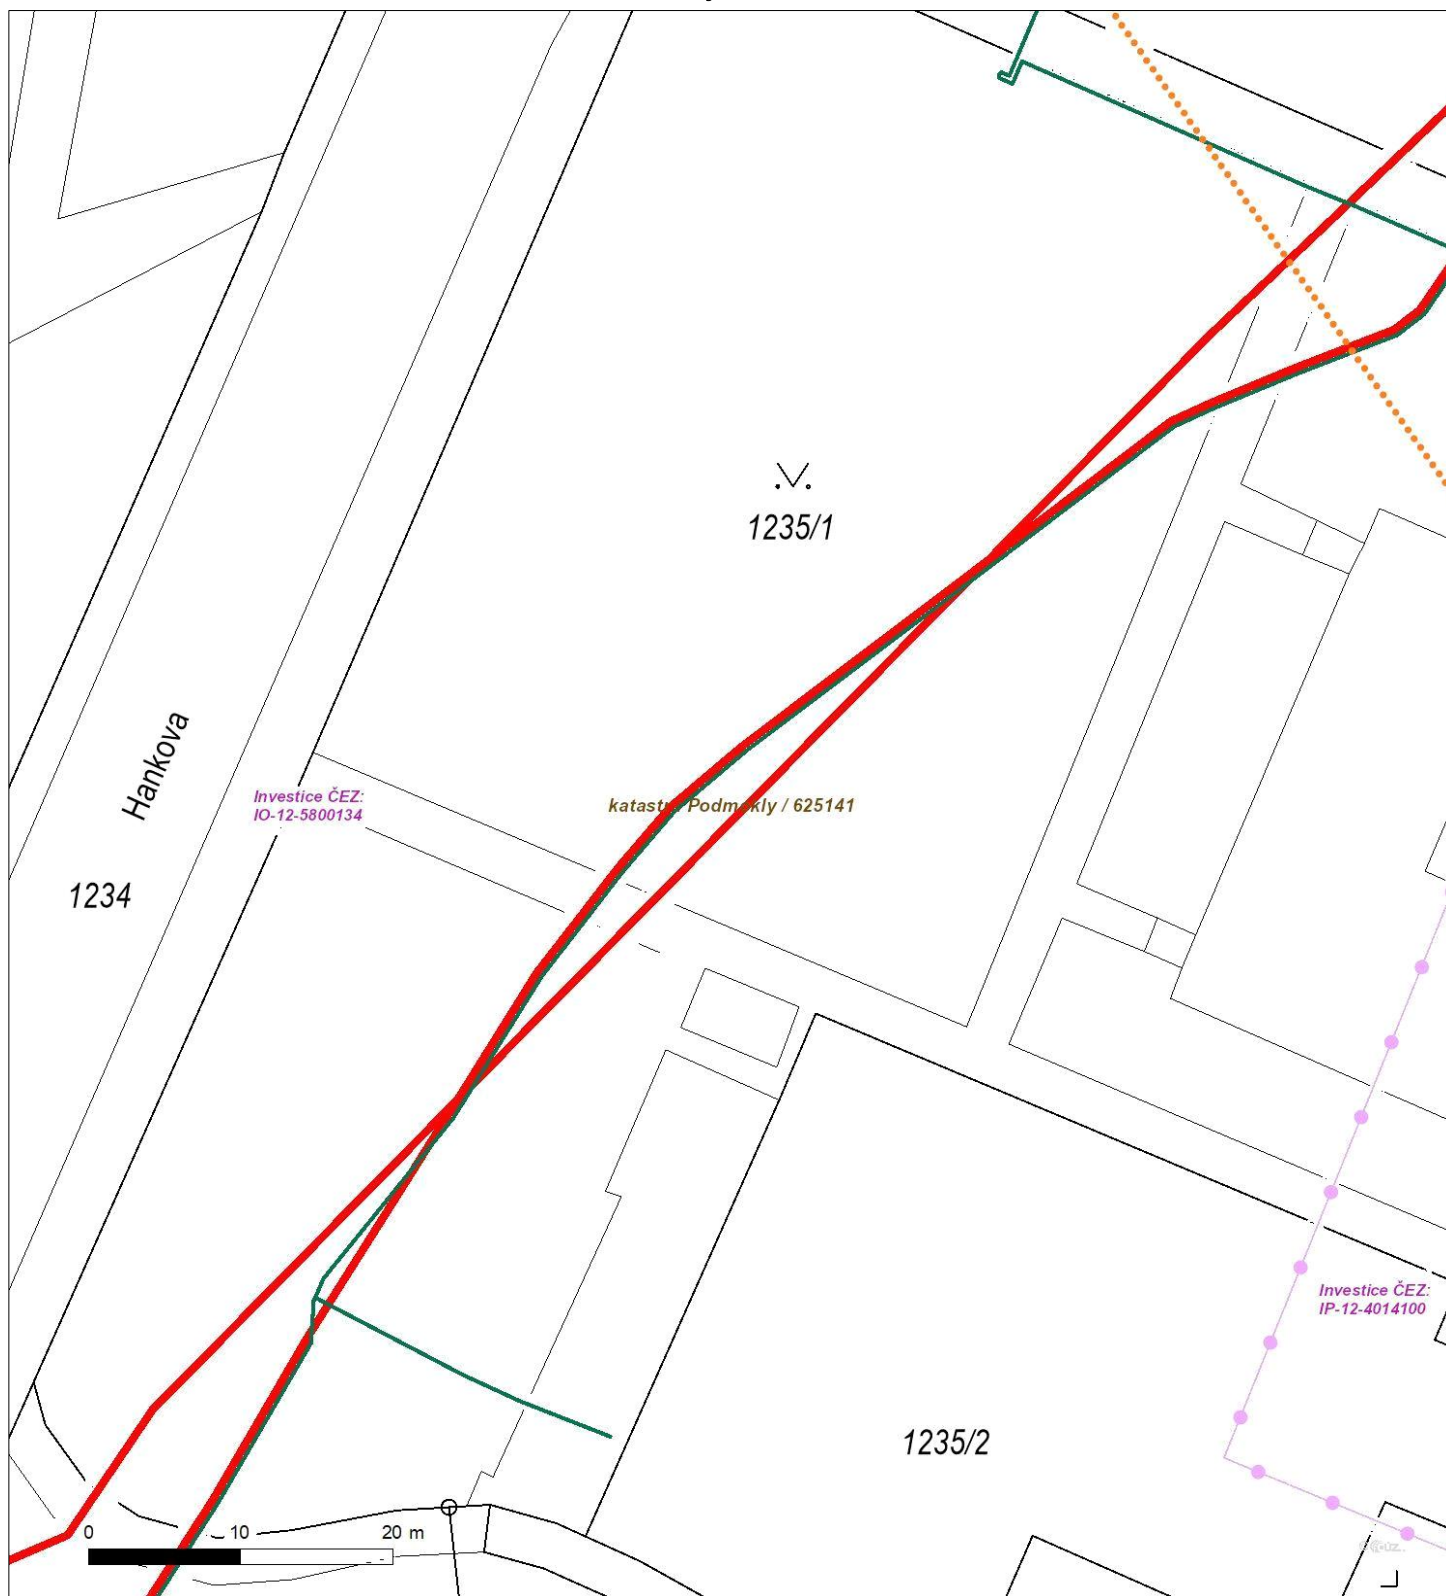 1235/1
Hankova
Investice ČEZ:
IO-12-5800134
katastr: Podmokly / 625141
1234
Investice ČEZ:
IP-12-4014100
1235/2
0 10 20 m